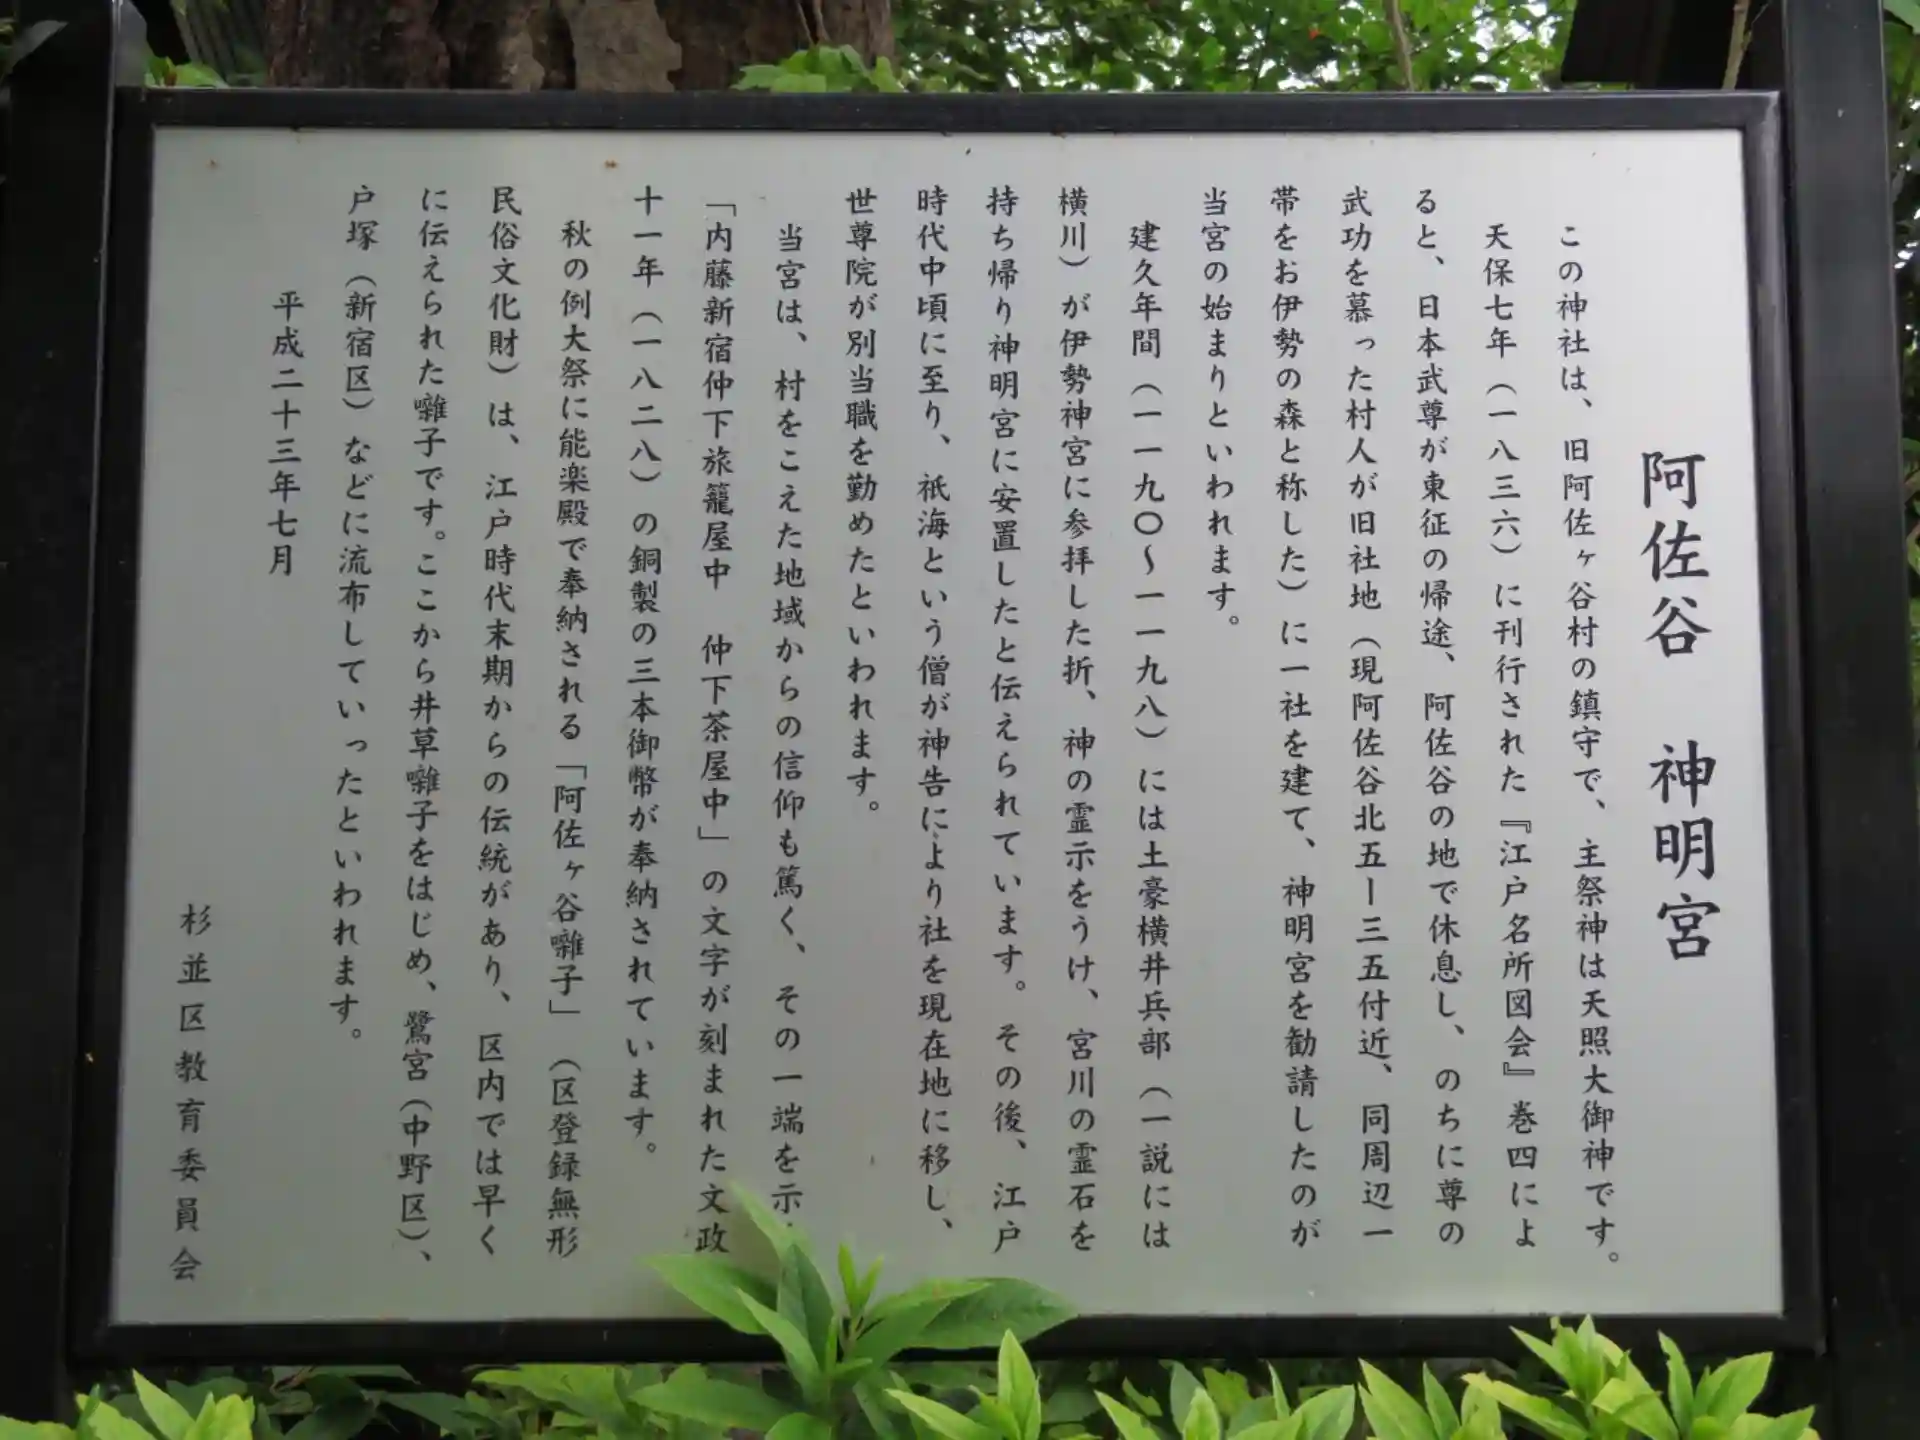 阿佐谷　神明宮
この神社は、旧阿佐ヶ谷村の鎮守で、主祭神は天照大御神です。
天保七年（一八三六）に刊行された『江戸名所図会』巻四によ
ると、日本武尊が東征の帰途、阿佐谷の地で休息し、のちに尊の
武功を慕った村人が旧社地（現阿佐谷北五ー三五付近、同周辺一
帯をお伊勢の森と称した）に一社を建て、神明宮を勧請したのが
当宮の始まりといわれます。
建久年間（一一九〇〜一一九八）には土豪横井兵部（一説には
横川）が伊勢神宮に参拝した折、神の霊示をうけ、宮川の霊石を
持ち帰り神明宮に安置したと伝えられています。その後、江戸
時代中頃に至り、祇海という僧が神告により社を現在地に移し、
世尊院が別当職を勤めたといわれます。
当宮は、村をこえた地域からの信仰も篤く、その一端を示
「内藤新宿仲下旅籠屋中　仲下茶屋中」の文字が刻まれた文政
十一年（一八二八）の銅製の三本御幣が奉納されています。
秋の例大祭に能楽殿で奉納される「阿佐ヶ谷囃子」（区登録無形
民俗文化財）は、江戸時代末期からの伝統があり、区内では早く
に伝えられた囃子です。ここから井草囃子をはじめ、鷺宮（中野区）、
戸塚（新宿区）などに流布していったといわれます。
平成二十三年七月
杉並区教育委員会